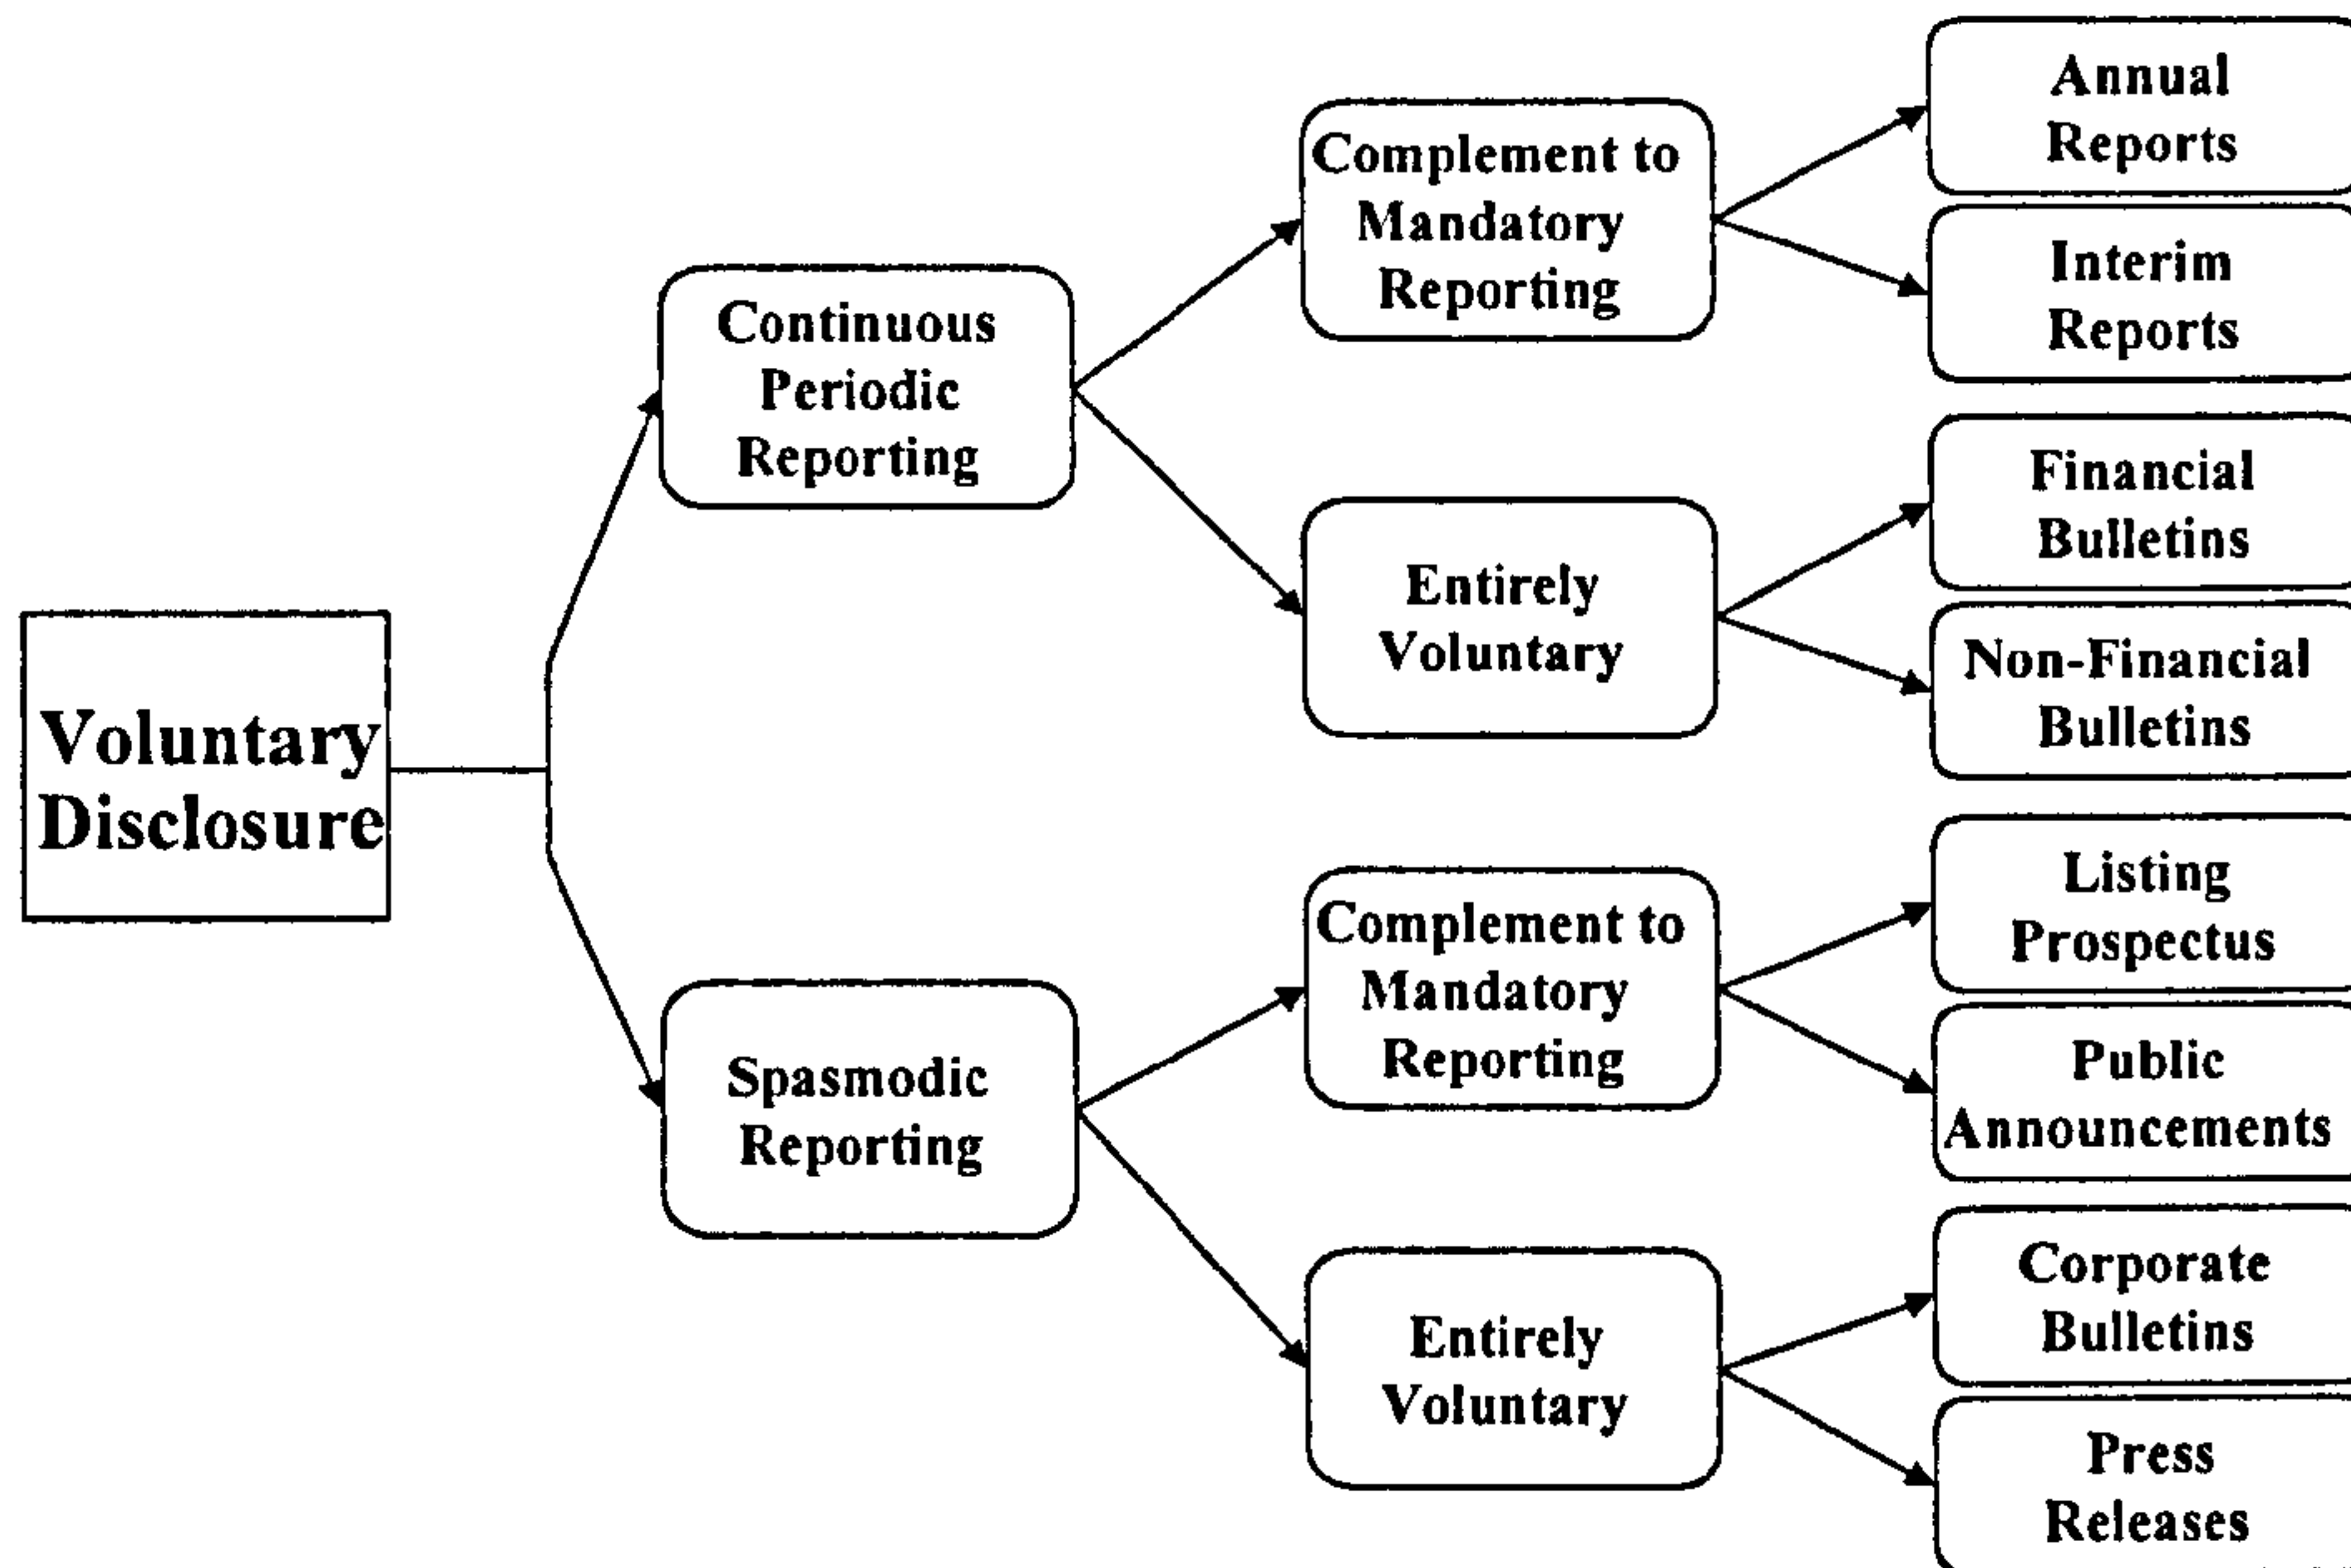 Voluntary
Disclosure
Continuous
Periodic
Reporting
Spasmodic
Reporting
Complement to
Mandatory
Reporting
Entirely
Voluntary
Complement to
Mandatory
Reporting
Entirely
Voluntary
Annual
Reports
Interim
Reports
Financial
Bulletins
Non-Financial
Bulletins
Listing
Prospectus
Public
Announcements
Corporate
Bulletins
Press
Releases